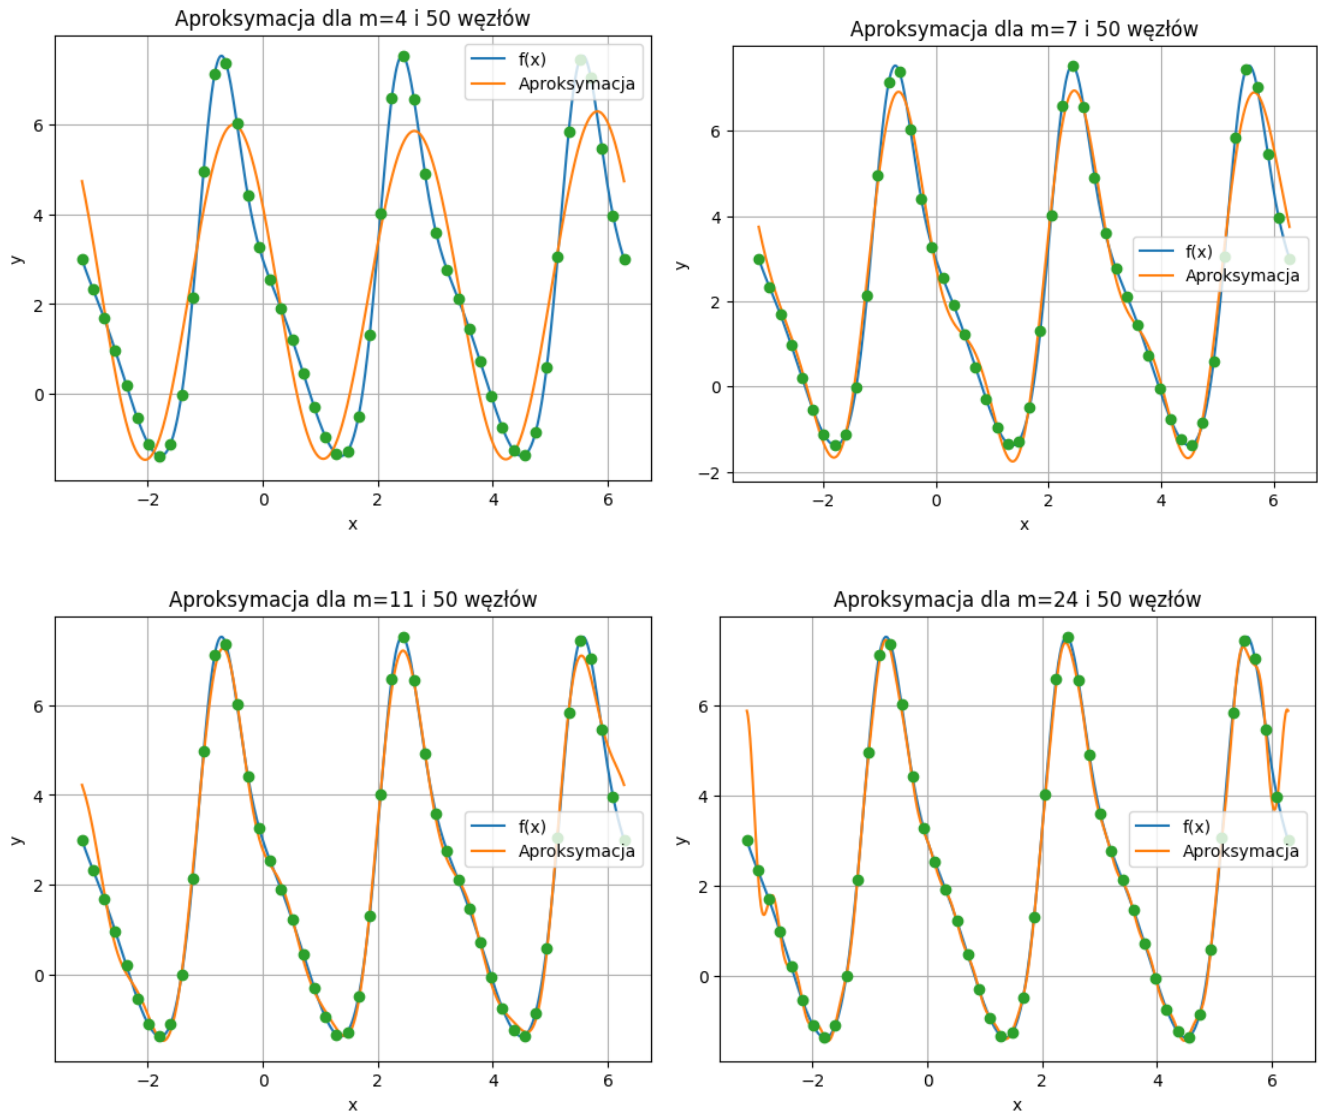 Aproksymacja dla m=4 i 50 węzłów
f(x)
Aproksymacja
6
4
2
0
−2
0
2
4
6
x
y
Aproksymacja dla m=7 i 50 węzłów
f(x)
Aproksymacja
6
4
2
0
−2
−2
0
2
4
6
x
y
Aproksymacja dla m=11 i 50 węzłów
f(x)
Aproksymacja
6
4
2
0
−2
0
2
4
6
x
y
Aproksymacja dla m=24 i 50 węzłów
f(x)
Aproksymacja
6
4
2
0
−2
0
2
4
6
x
y